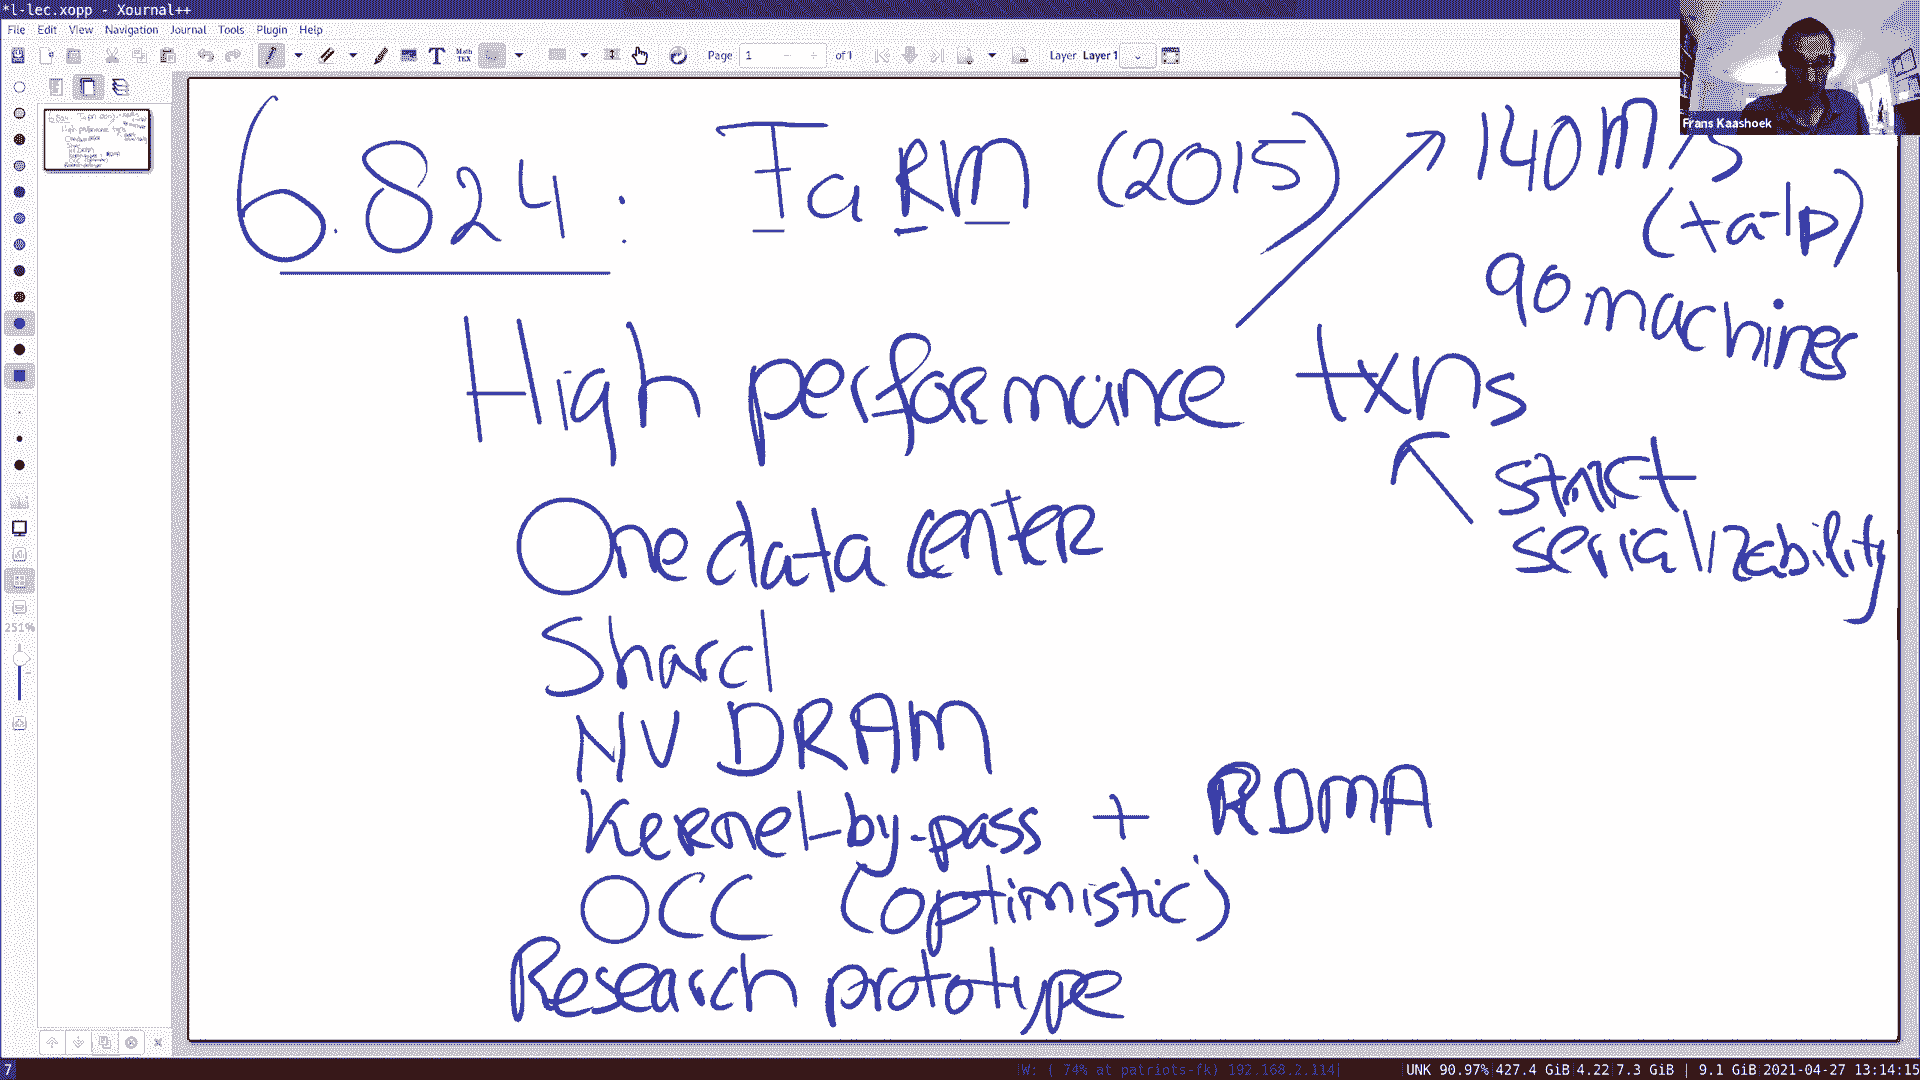 *l-lec.xopp - Xournal++
File Edit View Navigation Journal Tools Plugin Help
Page 1 of 1 Layer Layer 1
Frans Kaashoek
6.824: FaRM (2015)
140 M/s
(ta-lp)
90 machines
High performance txns
strict
serializability
One data center
Shard
NV DRAM
Kernel-by-pass + RDMA
OCC (optimistic)
Research prototype
251%
7 W: ( 74% at patriots-fk) 192.168.2.114| UNK 90.97%|427.4 GiB|4.22|7.3 GiB | 9.1 GiB 2021-04-27 13:14:15